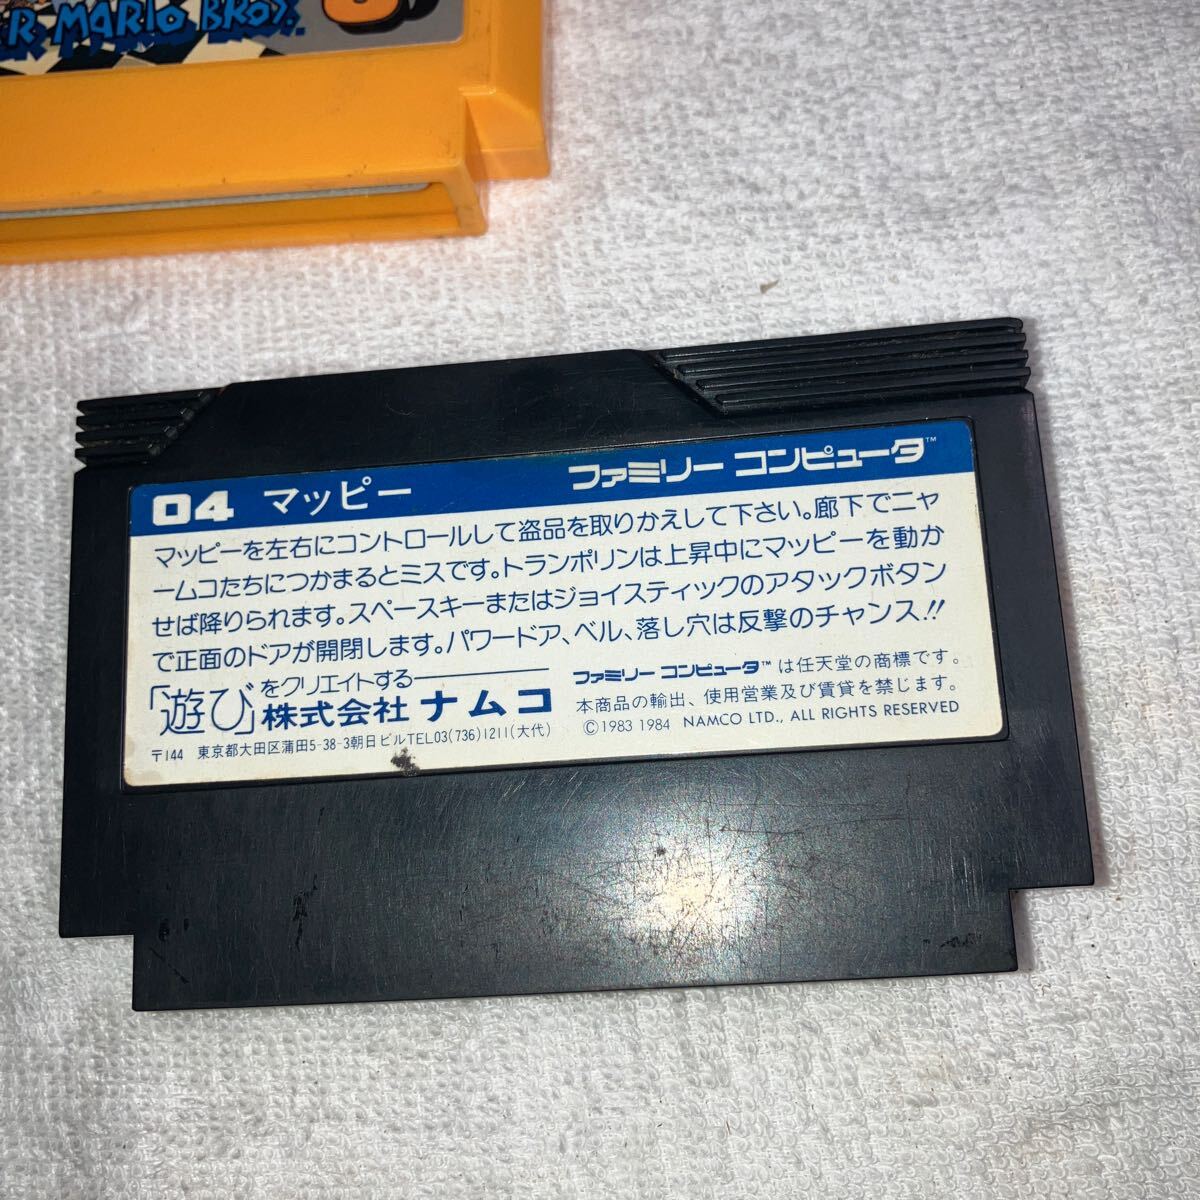 R MARIO BROS.
04 マッピー ファミリー コンピュータ™
マッピーを左右にコントロールして盗品を取りかえして下さい。廊下でニャ
ームコたちにつかまるとミスです。トランポリンは上昇中にマッピーを動か
せば降りられます。スペースキーまたはジョイスティックのアタックボタン
で正面のドアが開閉します。パワードア、ベル、落し穴は反撃のチャンス!!
「遊び」をクリエイトする
株式会社 ナムコ
〒144 東京都大田区蒲田5-38-3朝日ビルTEL03(736)1211(大代)
ファミリー コンピュータ™は任天堂の商標です。
本商品の輸出、使用営業及び賃貸を禁じます。
©1983 1984 NAMCO LTD., ALL RIGHTS RESERVED